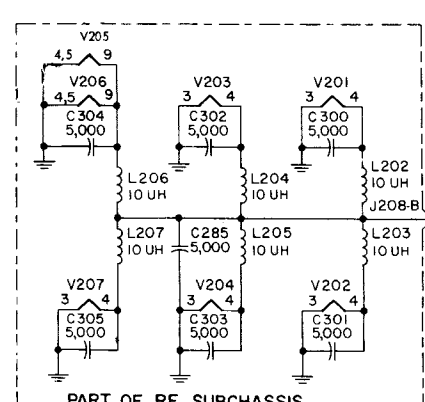 V205
4,5 9
V206
4,5 9
C304
5,000
V203
3 4
C302
5,000
V201
3 4
C300
5,000
L206
10 UH
L204
10 UH
L202
10 UH
J208-B
L207
10 UH
C285
5,000
L205
10 UH
L203
10 UH
V207
3 4
C305
5,000
V204
3 4
C303
5,000
V202
3 4
C301
5,000
PART OF RF SUBCHASSIS